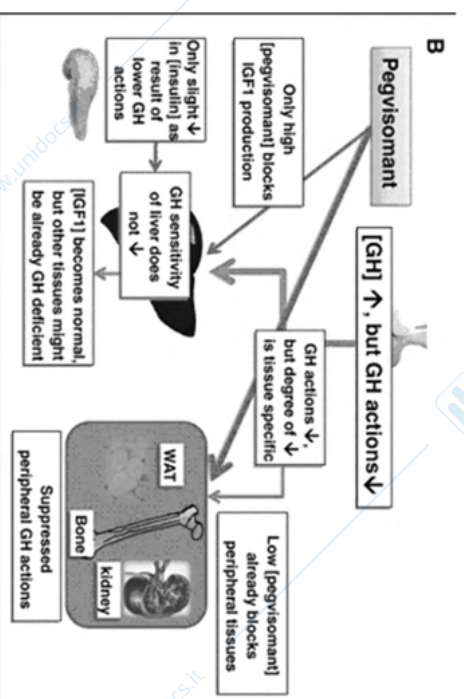 B
Pegvisomant
[GH] ↑, but GH actions↓
Only high
[pegvisomant] blocks
IGF1 production
GH actions ↓,
but degree of ↓
is tissue specific
Low [pegvisomant]
already blocks
peripheral tissues
Only slight ↓
in [insulin] as
result of
lower GH
actions
GH sensitivity
of liver does
not ↓
[IGF1] becomes normal,
but other tissues might
be already GH deficient
WAT
Bone
kidney
Suppressed
peripheral GH actions